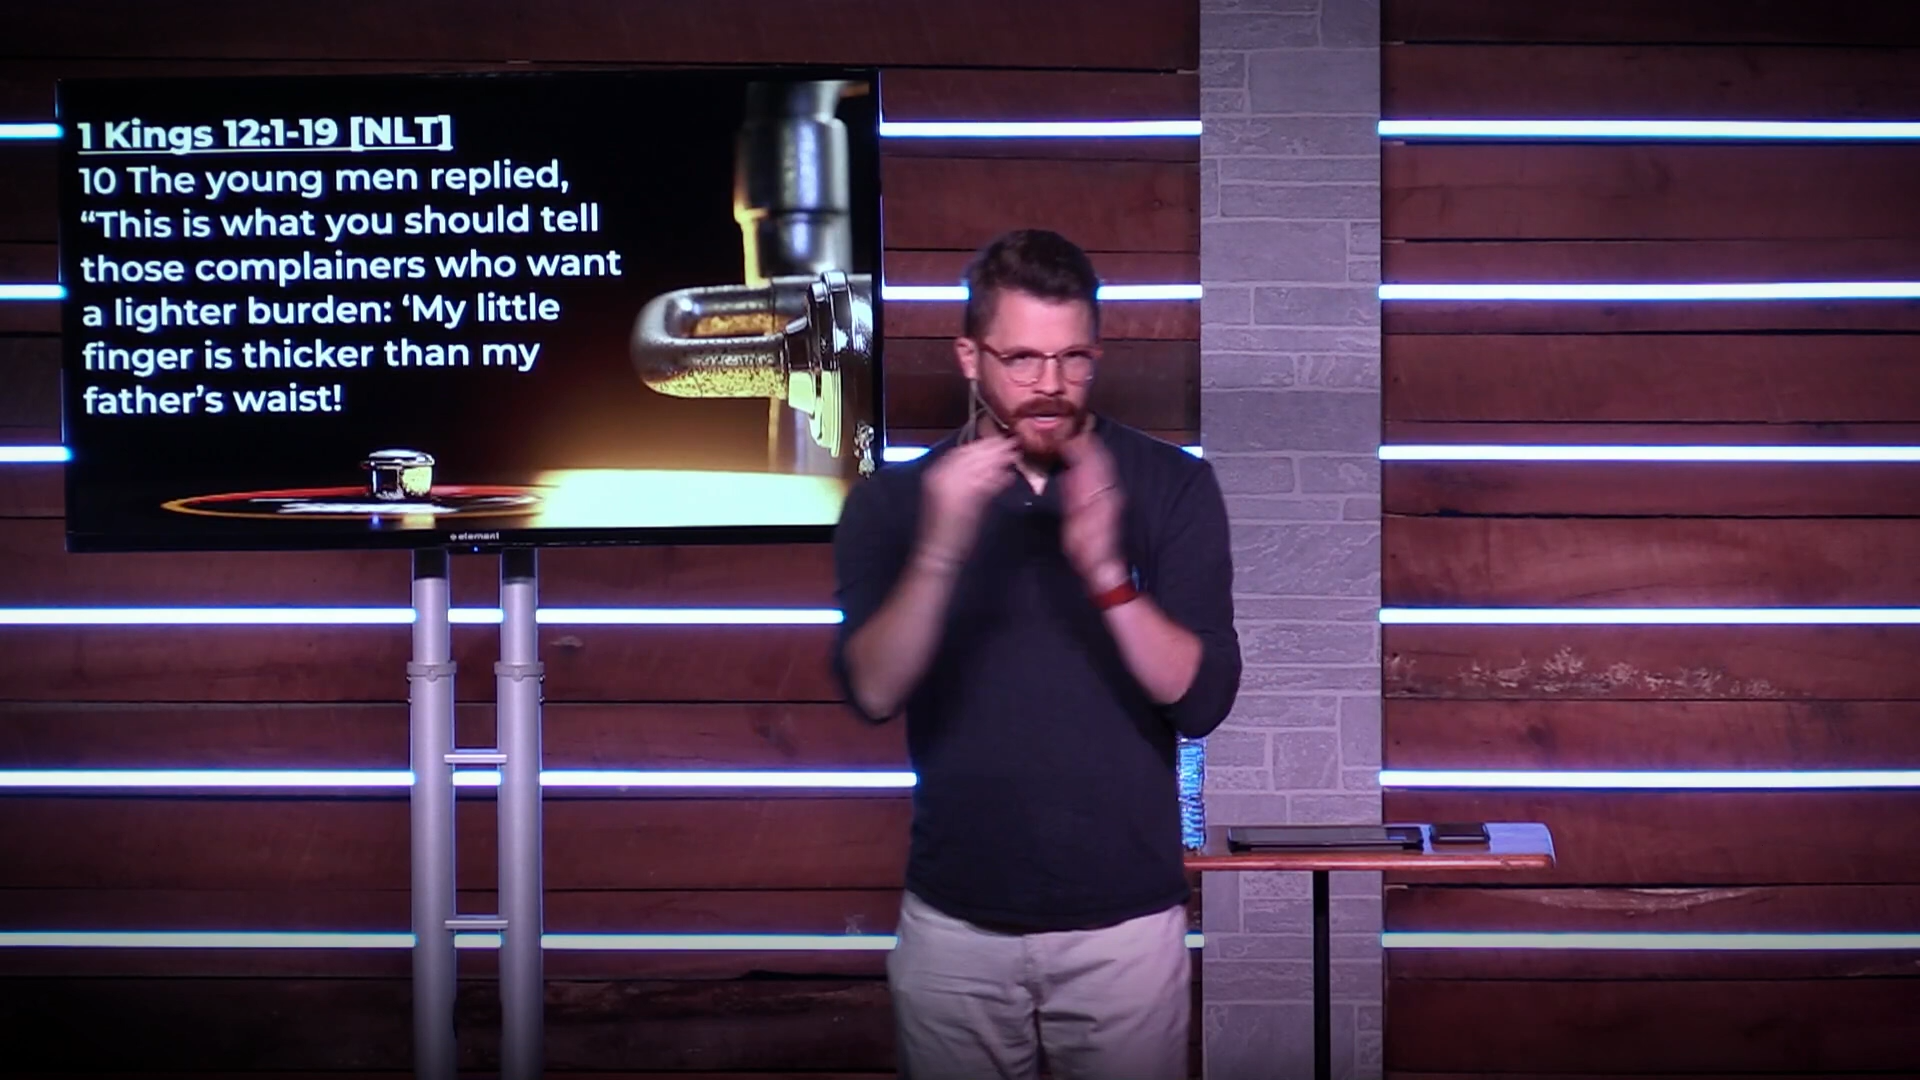 1 Kings 12:1-19 [NLT]
10 The young men replied,
“This is what you should tell
those complainers who want
a lighter burden: ‘My little
finger is thicker than my
father’s waist!
element